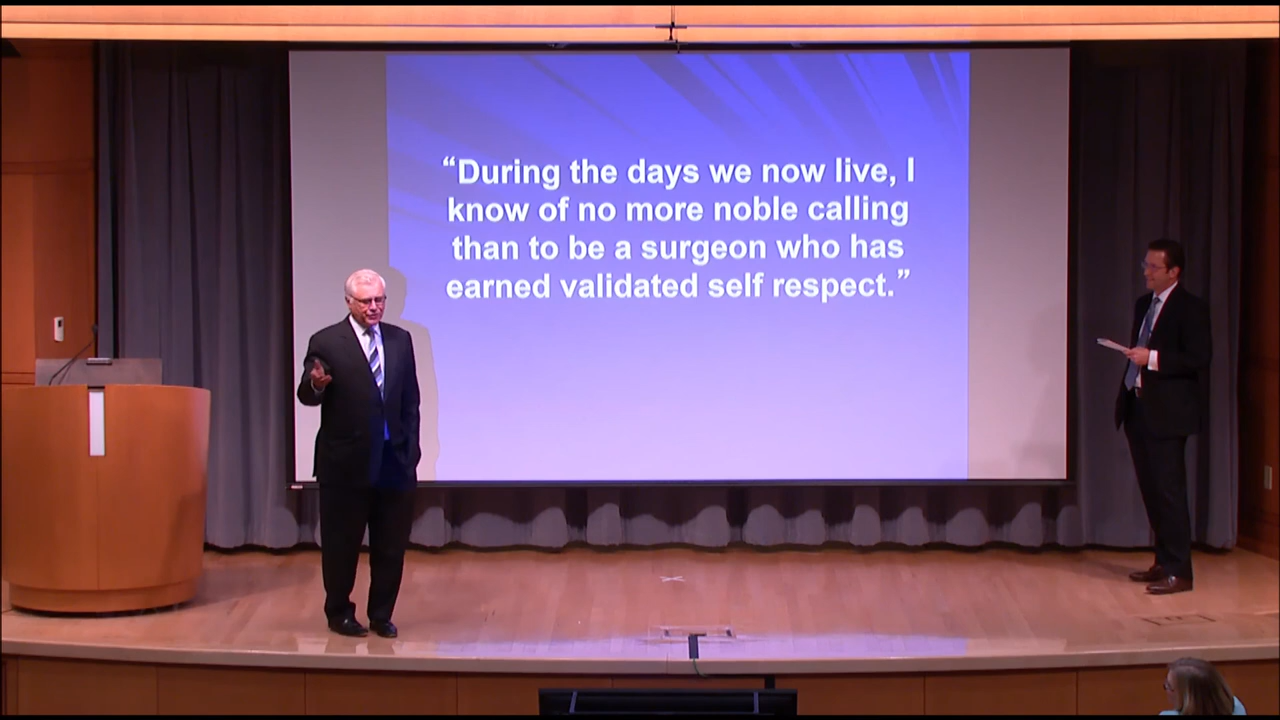 “During the days we now live, I
know of no more noble calling
than to be a surgeon who has
earned validated self respect.”